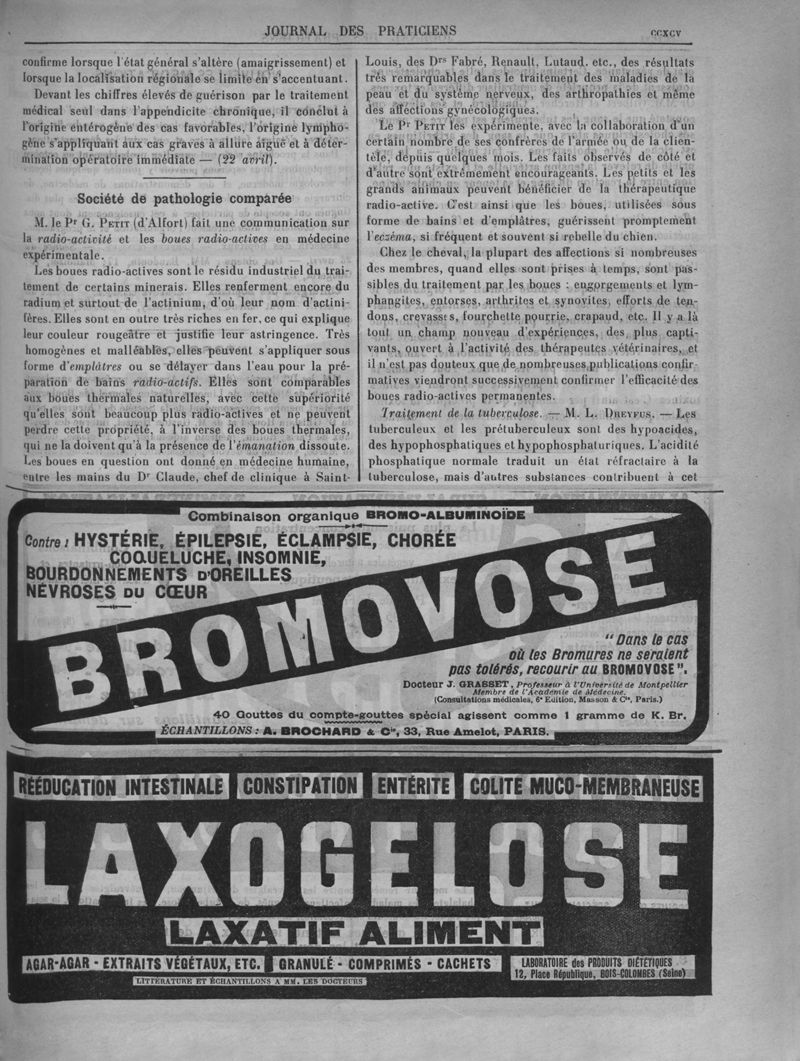 JOURNAL DES PRATICIENS
CCXCV
confirme lorsque l'état général s'altère (amaigrissement) et
lorsque la localisation régionale se limite en s'accentuant.
Devant les chiffres élevés de guérison par le traitement
médical seul dans l'appendicite chronique, il conclut à
l'origine entérogène des cas favorables, l'origine lympho-
gène s'appliquant aux cas graves à allure aiguë et à déter-
mination opératoire immédiate — (22 avril).
Société de pathologie comparée
M. le Pr G. PETIT (d'Alfort) fait une communication sur
la radio-activité et les boues radio-actives en médecine
expérimentale.
Les boues radio-actives sont le résidu industriel du trai-
tement de certains minerais. Elles renferment encore du
radium et surtout de l'actinium, d'où leur nom d'actini-
fères. Elles sont en outre très riches en fer, ce qui explique
leur couleur rougeâtre et justifie leur astringence. Très
homogènes et malléables, elles peuvent s'appliquer sous
forme d'emplâtres ou se délayer dans l'eau pour la pré-
paration de bains radio-actifs. Elles sont comparables
aux boues thermales naturelles, avec cette supériorité
qu'elles sont beaucoup plus radio-actives et ne peuvent
perdre cette propriété, à l'inverse des boues thermales,
qui ne la doivent qu'à la présence de l'émanation dissoute.
Les boues en question ont donné en médecine humaine,
entre les mains du Dr Claude, chef de clinique à Saint-
Louis, des Drs Fabré, Renault, Lutaud, etc., des résultats
très remarquables dans le traitement des maladies de la
peau et du système nerveux, des arthropathies et même
des affections gynécologiques.
Le Pr PETIT les expérimente, avec la collaboration d'un
certain nombre de ses confrères de l'armée ou de la clien-
tèle, depuis quelques mois. Les faits observés de côté et
d'autre sont extrêmement encourageants. Les petits et les
grands animaux peuvent bénéficier de la thérapeutique
radio-active. C'est ainsi que les boues, utilisées sous
forme de bains et d'emplâtres, guérissent promptement
l'eczéma, si fréquent et souvent si rebelle du chien.
Chez le cheval, la plupart des affections si nombreuses
des membres, quand elles sont prises à temps, sont pas-
sibles du traitement par les boues : engorgements et lym-
phangites, entorses, arthrites et synovites, efforts de ten-
dons, crevasses, fourchette pourrie, crapaud, etc. Il y a là
tout un champ nouveau d'expériences, des plus capti-
vants, ouvert à l'activité des thérapeutes vétérinaires, et
il n'est pas douteux que de nombreuses publications confir-
matives viendront successivement confirmer l'efficacité des
boues radio-actives permanentes.
Traitement de la tuberculose. — M. L. DREYFUS. — Les
tuberculeux et les prétuberculeux sont des hypoacides,
des hypophosphatiques et hypophosphaturiques. L'acidité
phosphatique normale traduit un état réfractaire à la
tuberculose, mais d'autres substances contribuent à cet
Combinaison organique BROMO-ALBUMINOÏDE
Contre : HYSTÉRIE, ÉPILEPSIE, ÉCLAMPSIE, CHORÉE
COQUELUCHE, INSOMNIE,
BOURDONNEMENTS D'OREILLES
NÉVROSES DU CŒUR
BROMOVOSE
"Dans le cas
où les Bromures ne seraient
pas tolérés, recourir au BROMOVOSE".
Docteur J. GRASSET, Professeur à l'Université de Montpellier
Membre de l'Académie de Médecine.
(Consultations médicales, 6e Edition, Masson & Cie, Paris.)
40 Gouttes du compte-gouttes spécial agissent comme 1 gramme de K. Br.
ÉCHANTILLONS : A. BROCHARD & Cie, 33, Rue Amelot, PARIS.
RÉÉDUCATION INTESTINALE CONSTIPATION ENTÉRITE COLITE MUCO-MEMBRANEUSE
LAXOGELOSE
LAXATIF ALIMENT
AGAR-AGAR - EXTRAITS VÉGÉTAUX, ETC. GRANULÉ - COMPRIMÉS - CACHETS
LABORATOIRE des PRODUITS DIÉTÉTIQUES
12, Place République, BOIS-COLOMBES (Seine)
LITTÉRATURE ET ÉCHANTILLONS A MM. LES DOCTEURS